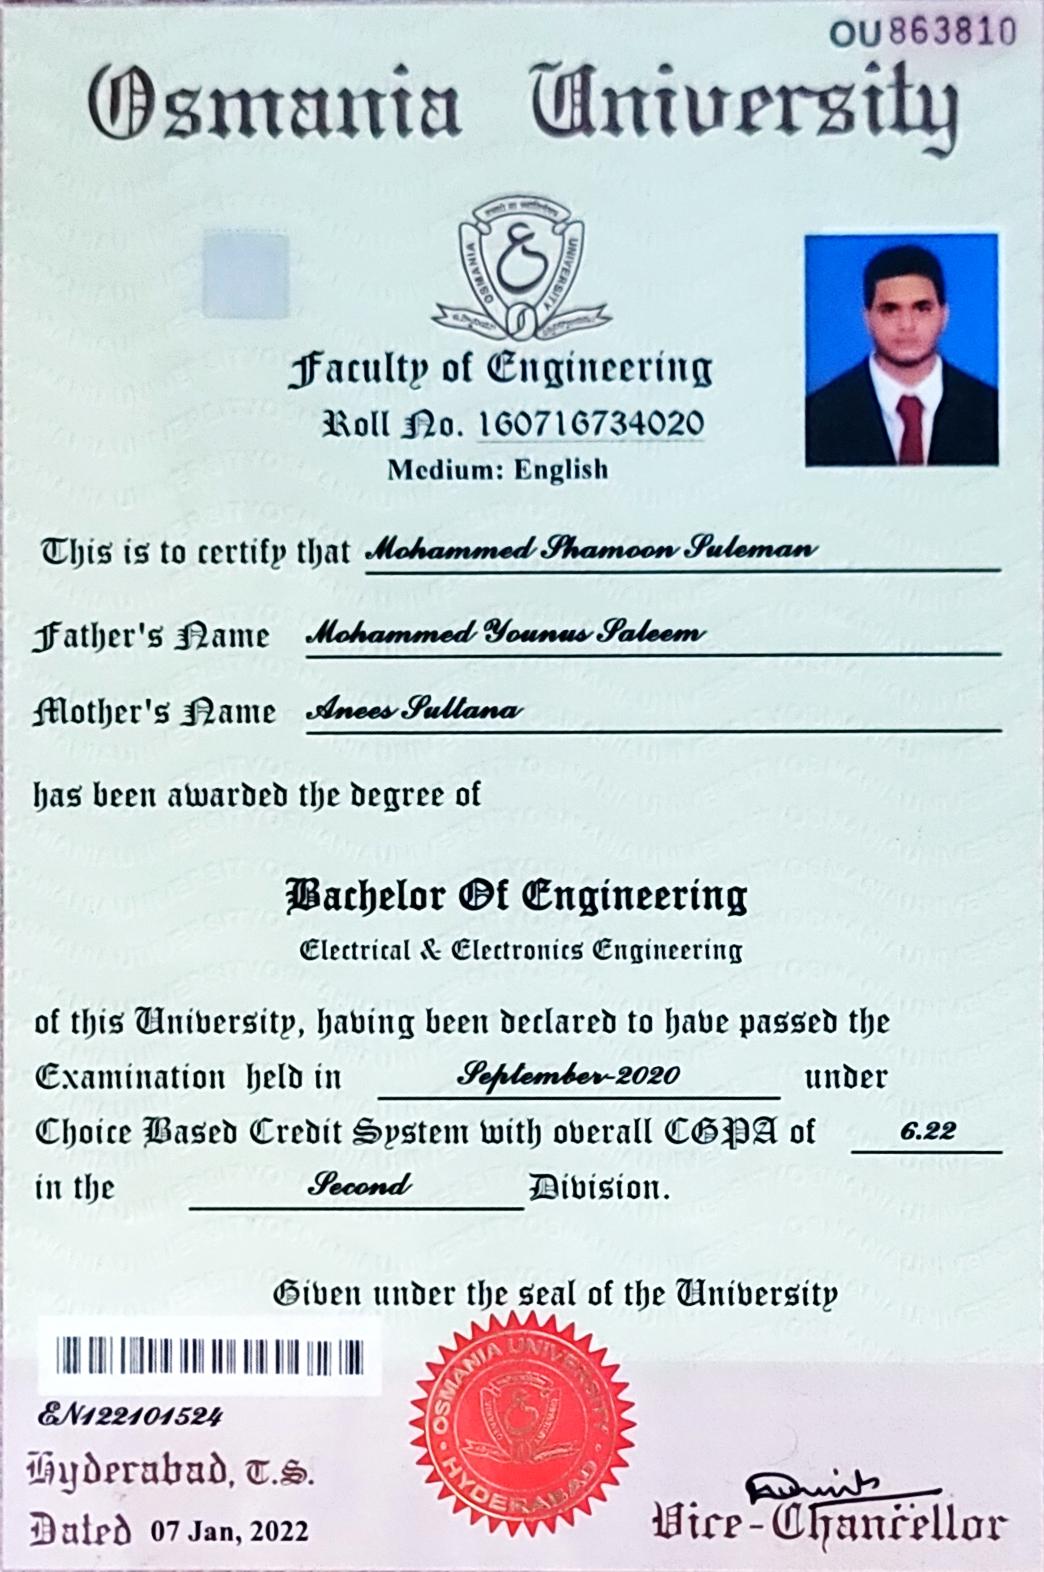 OU863810
Osmania University
OSMANIA UNIVERSITY
Faculty of Engineering
Roll No. 160716734020
Medium: English
This is to certify that Mohammed Shamoon Suleman
Father's Name Mohammed Younus Saleem
Mother's Name Anees Sultana
has been awarded the degree of
Bachelor Of Engineering
Electrical & Electronics Engineering
of this University, having been declared to have passed the
Examination held in September-2020 under
Choice Based Credit System with overall CGPA of 6.22
in the Second Division.
Given under the seal of the University
OSMANIA UNIVERSITY
HYDERABAD
EN122101524
Hyderabad, T.S.
Dated 07 Jan, 2022
Vice-Chancellor